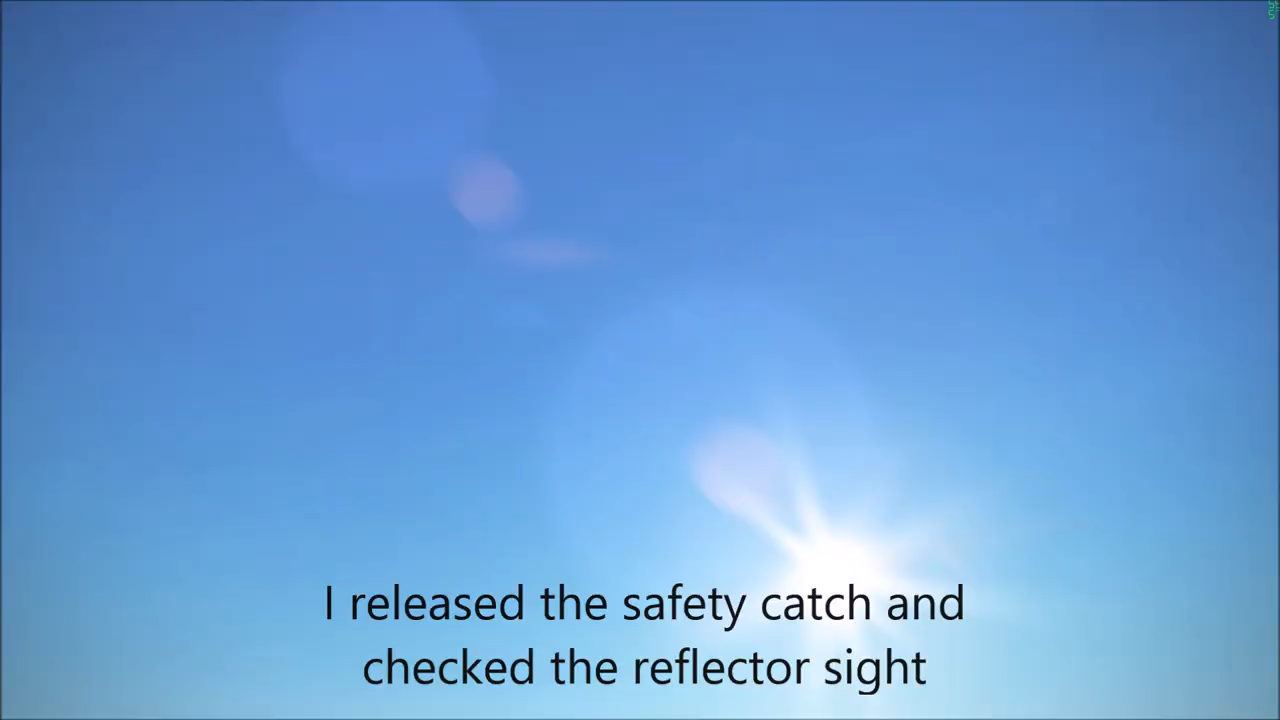 I released the safety catch and
checked the reflector sight